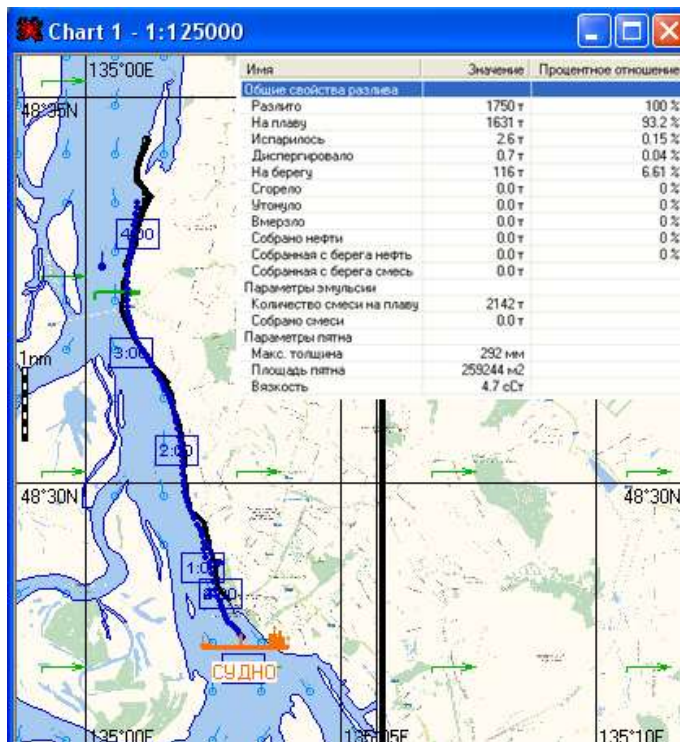 Chart 1 - 1:125000
135°00E
48°35N
Имя Значение Процентное отношение
Общие свойства разлива
Разлито 1750 т 100 %
На плаву 1631 т 93.2 %
Испарилось 2.6 т 0.15 %
Диспергировало 0.7 т 0.04 %
На берегу 116 т 6.61 %
Сгорело 0.0 т 0 %
Утонуло 0.0 т 0 %
Вмерзло 0.0 т 0 %
Собрано нефти 0.0 т 0 %
Собранная с берега нефть 0.0 т 0 %
Собранная с берега смесь 0.0 т
Параметры эмульсии
Количество смеси на плаву 2142 т
Собрано смеси 0.0 т
Параметры пятна
Макс. толщина 292 мм
Площадь пятна 259244 м2
Вязкость 4.7 сСт
4:00
3:00
1nm
2:00
48°30N 48°30N
1:00
СУДНО
135°00E 135°05E 135°10E